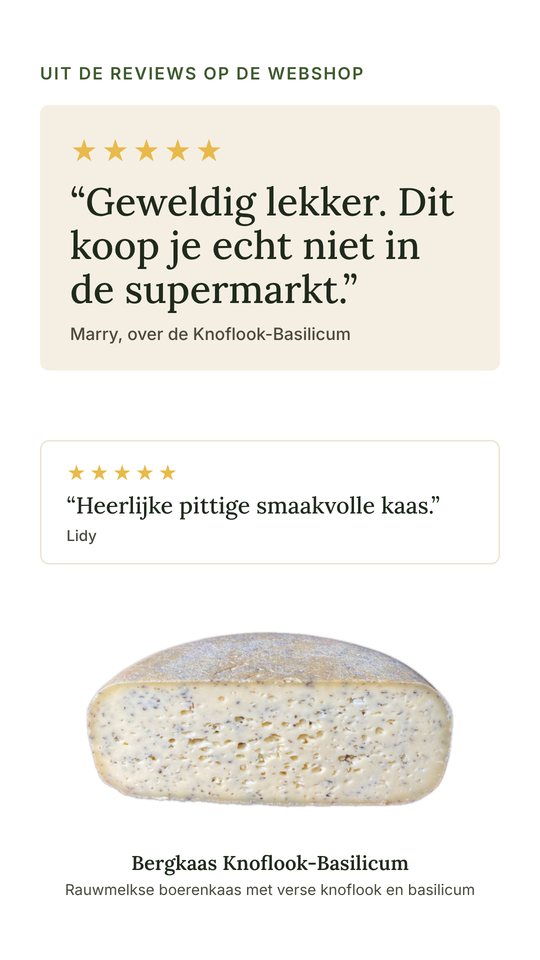 UIT DE REVIEWS OP DE WEBSHOP
“Geweldig lekker. Dit
koop je echt niet in
de supermarkt.”
Marry, over de Knoflook-Basilicum
“Heerlijke pittige smaakvolle kaas.”
Lidy
Bergkaas Knoflook-Basilicum
Rauwmelkse boerenkaas met verse knoflook en basilicum